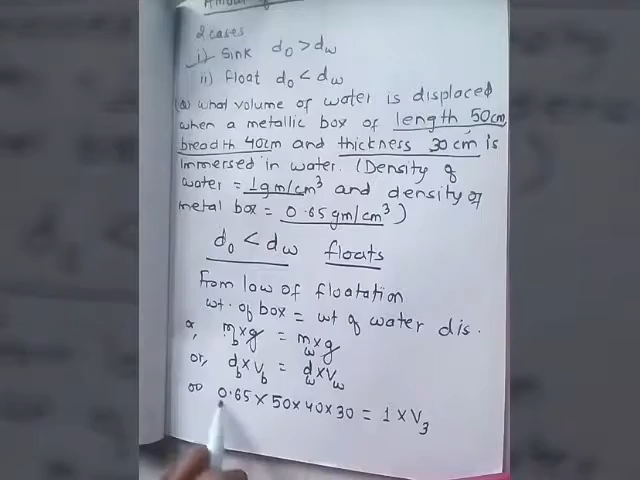 2 cases
i) Sink d₀ > dw
ii) Float d₀ < dw
(Q) What volume of water is displaced
when a metallic box of length 50cm,
breadth 40cm and thickness 30cm is
immersed in water. (Density of
water = 1gm/cm³ and density of
metal box = 0.65 gm/cm³)
d₀ < dw floats
From low of floatation
wt. of box = wt of water dis.
or, mb × g = mw × g
or, db × Vb = dw × Vw
or 0.65 × 50 × 40 × 30 = 1 × V3